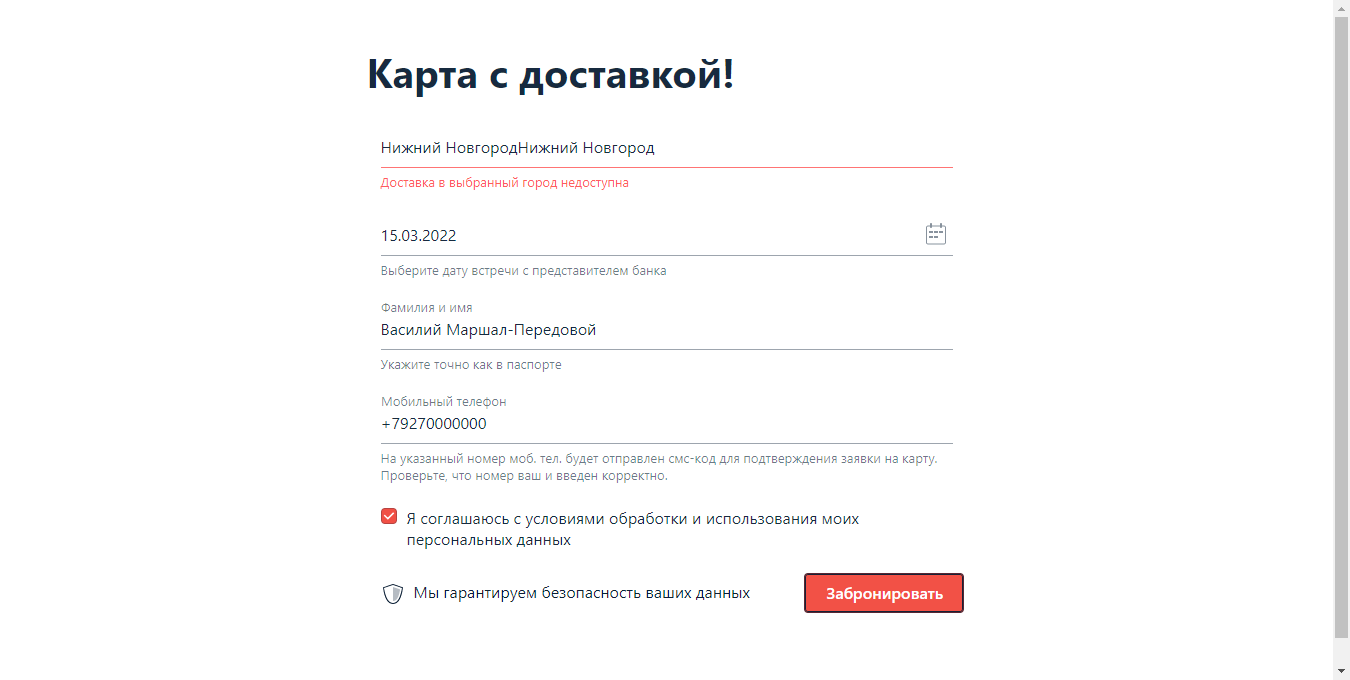 Карта с доставкой!
Нижний НовгородНижний Новгород
Доставка в выбранный город недоступна
15.03.2022
Выберите дату встречи с представителем банка
Фамилия и имя
Василий Маршал-Передовой
Укажите точно как в паспорте
Мобильный телефон
+79270000000
На указанный номер моб. тел. будет отправлен смс-код для подтверждения заявки на карту.
Проверьте, что номер ваш и введен корректно.
Я соглашаюсь с условиями обработки и использования моих
персональных данных
Мы гарантируем безопасность ваших данных
Забронировать